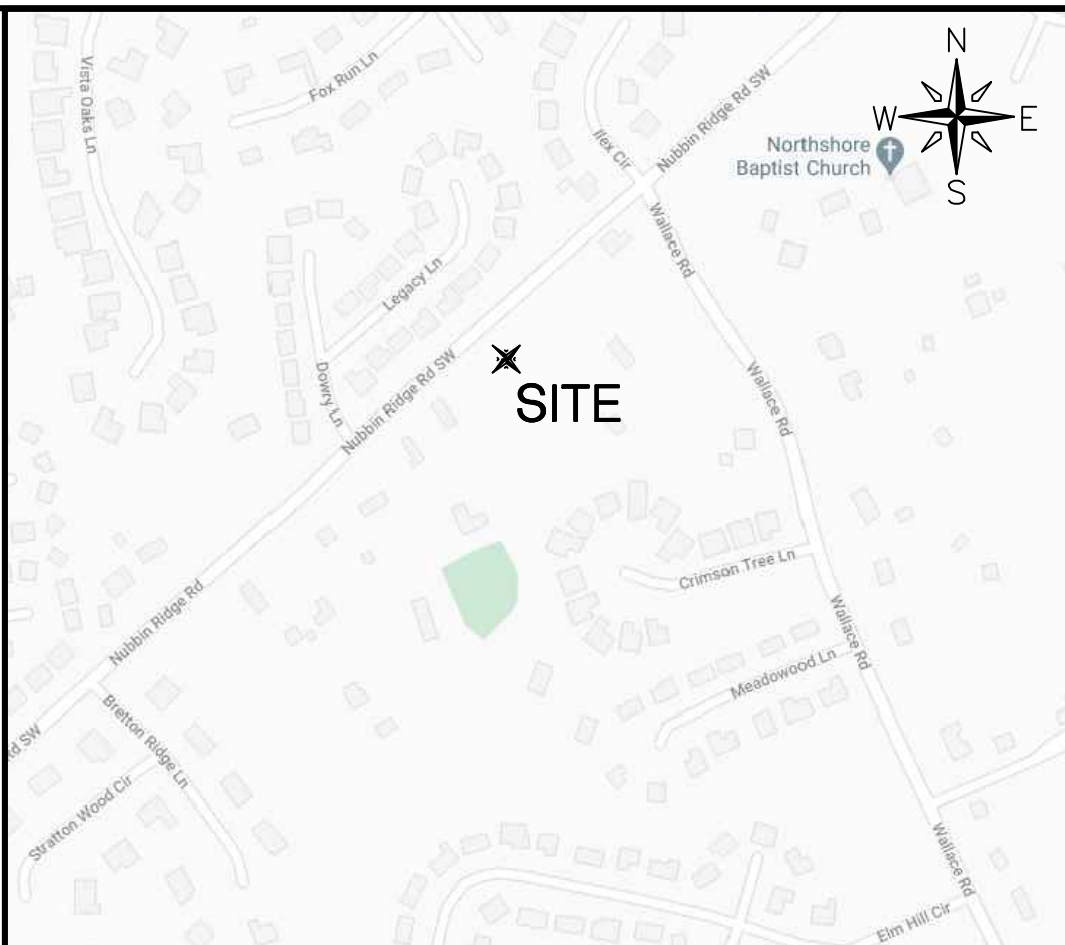 N
W E
S
Vista Oaks Ln
Fox Run Ln
Ilex Cir
Nubbin Ridge Rd SW
Northshore
Baptist Church
Wallace Rd
Legacy Ln
Dowry Ln
Nubbin Ridge Rd SW
SITE
Wallace Rd
Crimson Tree Ln
Nubbin Ridge Rd
Wallace Rd
Meadowood Ln
Rd SW
Bretton Ridge Ln
Stratton Wood Cir
Wallace Rd
Elm Hill Cir